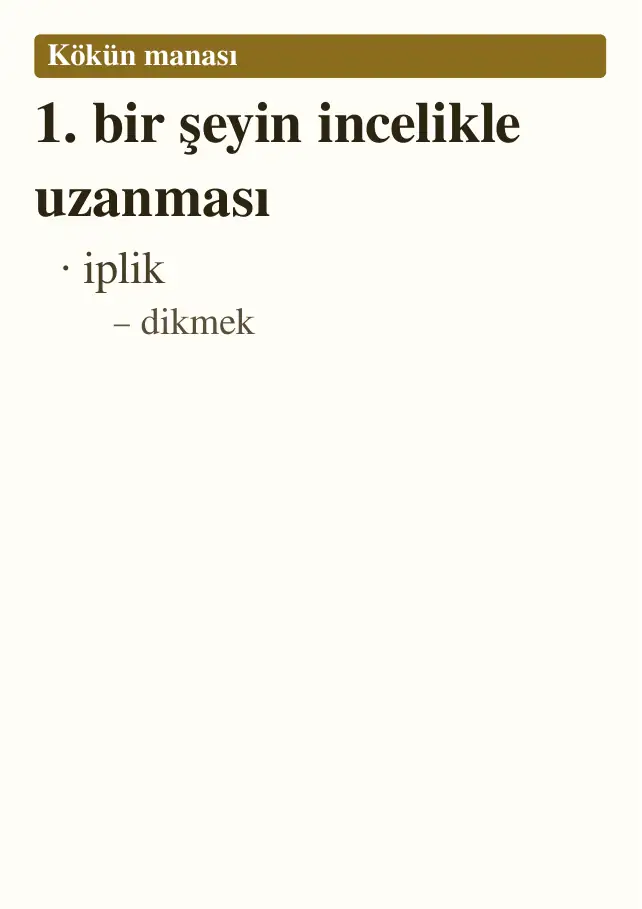 Kökün manası
1. bir şeyin incelikle
uzanması
· iplik
– dikmek